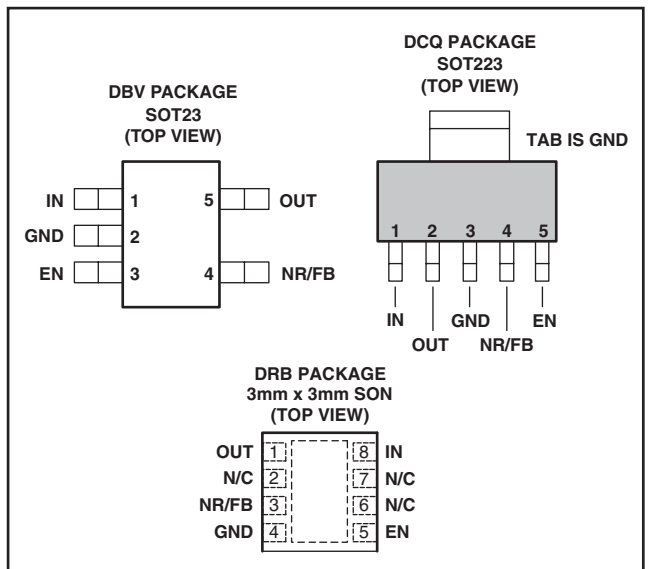 DBV PACKAGE
SOT23
(TOP VIEW)
IN 1 5 OUT
GND 2
EN 3 4 NR/FB
DCQ PACKAGE
SOT223
(TOP VIEW)
TAB IS GND
1 2 3 4 5
IN GND EN
OUT NR/FB
DRB PACKAGE
3mm x 3mm SON
(TOP VIEW)
OUT 1 8 IN
N/C 2 7 N/C
NR/FB 3 6 N/C
GND 4 5 EN